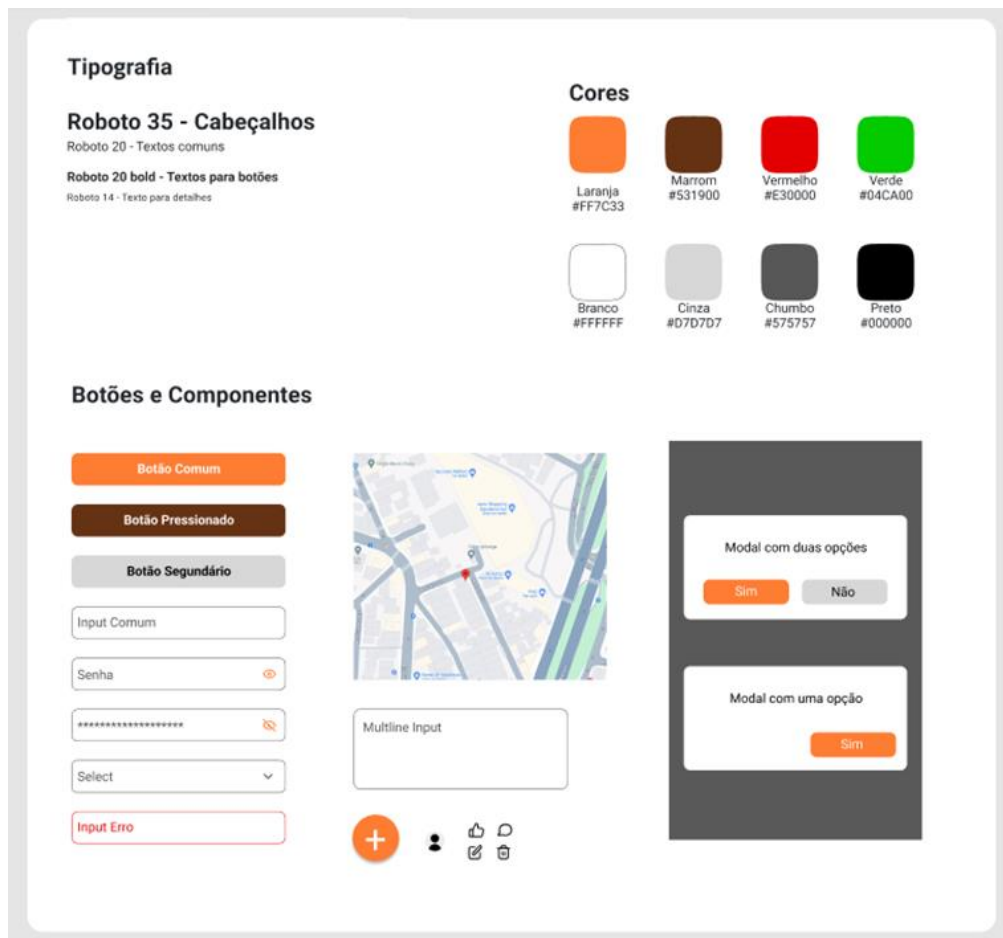 Tipografia
Roboto 35 - Cabeçalhos
Roboto 20 - Textos comuns
Roboto 20 bold - Textos para botões
Roboto 14 - Texto para detalhes
Cores
Laranja
#FF7C33
Marrom
#531900
Vermelho
#E30000
Verde
#04CA00
Branco
#FFFFFF
Cinza
#D7D7D7
Chumbo
#575757
Preto
#000000
Botões e Componentes
Botão Comum
Botão Pressionado
Botão Segundário
Input Comum
Senha
*******************
Select
Input Erro
Multline Input
Modal com duas opções
Sim
Não
Modal com uma opção
Sim